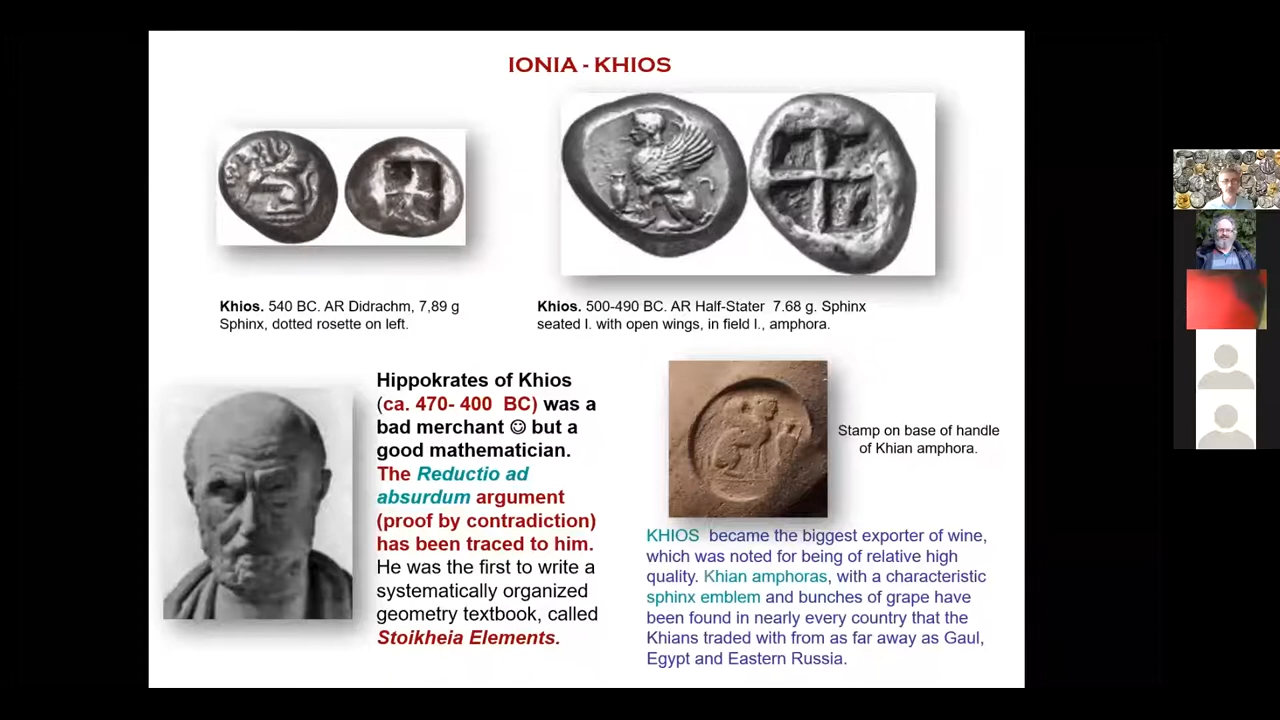 IONIA - KHIOS
Khios. 540 BC. AR Didrachm, 7,89 g
Sphinx, dotted rosette on left.
Khios. 500-490 BC. AR Half-Stater 7.68 g. Sphinx
seated l. with open wings, in field l., amphora.
Hippokrates of Khios
(ca. 470- 400 BC) was a
bad merchant ☺ but a
good mathematician.
The Reductio ad
absurdum argument
(proof by contradiction)
has been traced to him.
He was the first to write a
systematically organized
geometry textbook, called
Stoikheia Elements.
Stamp on base of handle
of Khian amphora.
KHIOS became the biggest exporter of wine,
which was noted for being of relative high
quality. Khian amphoras, with a characteristic
sphinx emblem and bunches of grape have
been found in nearly every country that the
Khians traded with from as far away as Gaul,
Egypt and Eastern Russia.